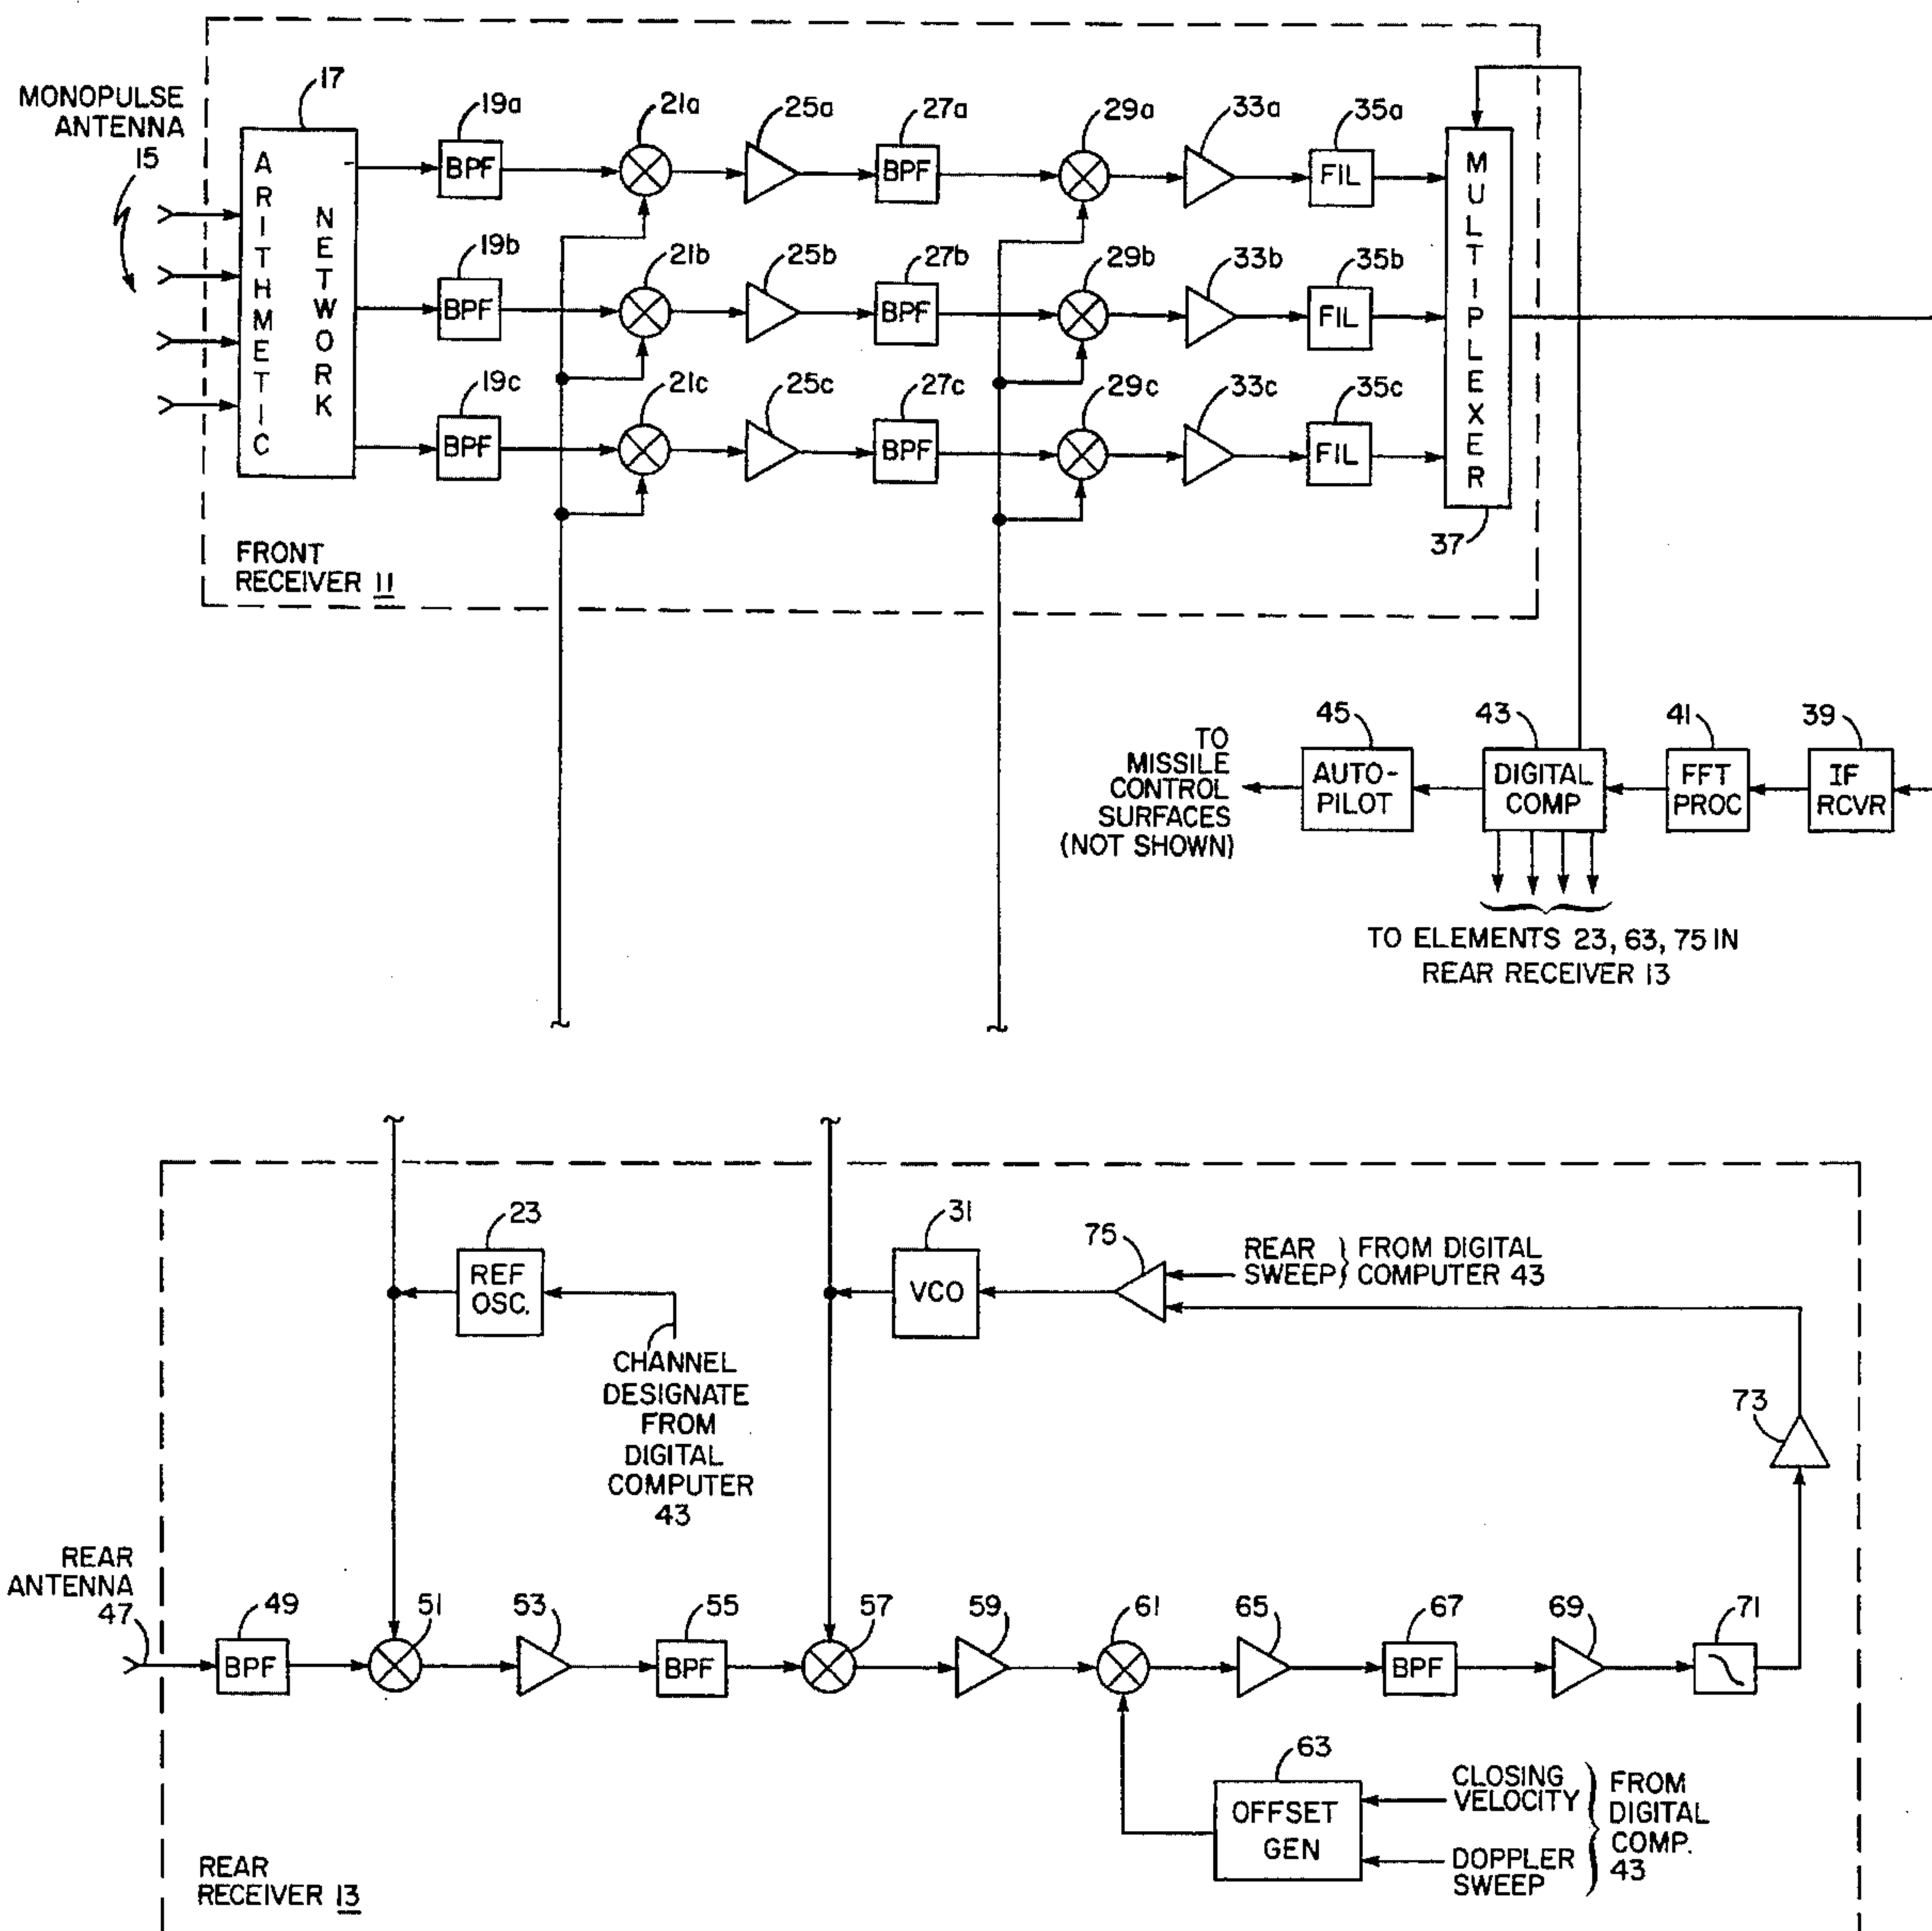 MONOPULSE
ANTENNA
15
17
19a
21a
25a
27a
29a
33a
35a
ARITHMETIC
NETWORK
BPF
BPF
FIL
MULTIPLEXER
19b
21b
25b
27b
29b
33b
35b
BPF
BPF
FIL
19c
21c
25c
27c
29c
33c
35c
BPF
BPF
FIL
37
FRONT
RECEIVER 11
TO
MISSILE
CONTROL
SURFACES
(NOT SHOWN)
45
43
41
39
AUTO-
PILOT
DIGITAL
COMP
FFT
PROC
IF
RCVR
TO ELEMENTS 23, 63, 75 IN
REAR RECEIVER 13
23
REF
OSC.
31
VCO
75
REAR
SWEEP
FROM DIGITAL
COMPUTER 43
CHANNEL
DESIGNATE
FROM
DIGITAL
COMPUTER
43
73
REAR
ANTENNA
47
49
51
53
55
57
59
61
65
67
69
71
BPF
BPF
BPF
63
OFFSET
GEN
CLOSING
VELOCITY
DOPPLER
SWEEP
FROM
DIGITAL
COMP.
43
REAR
RECEIVER 13